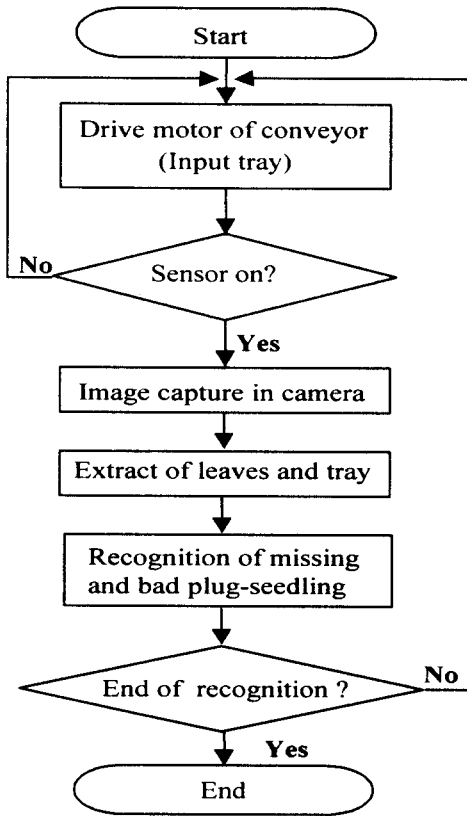 Start
Drive motor of conveyor
(Input tray)
No
Sensor on?
Yes
Image capture in camera
Extract of leaves and tray
Recognition of missing
and bad plug-seedling
End of recognition ?
No
Yes
End